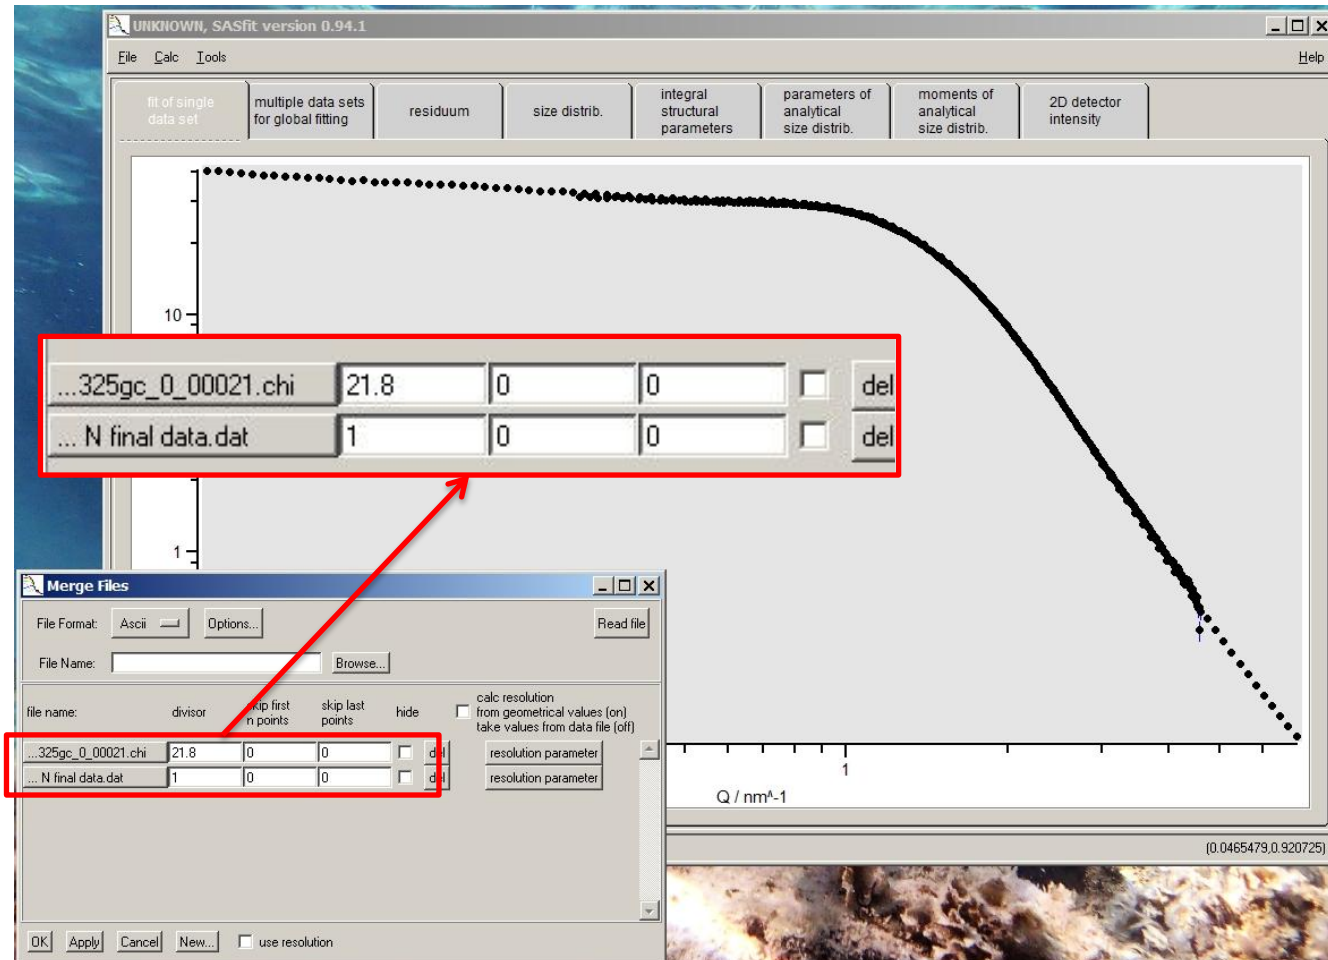 UNKNOWN, SASfit version 0.94.1
File Calc Tools Help
fit of single
data set
multiple data sets
for global fitting
residuum
size distrib.
integral
structural
parameters
parameters of
analytical
size distrib.
moments of
analytical
size distrib.
2D detector
intensity
10
...325gc_0_00021.chi 21.8 0 0 del
... N final data.dat 1 0 0 del
1
1
Q / nm^-1
(0.0465479,0.920725)
Merge Files
File Format: Ascii Options... Read file
File Name: Browse...
file name:
divisor
skip first
n points
skip last
points
hide
calc resolution
from geometrical values (on)
take values from data file (off)
...325gc_0_00021.chi 21.8 0 0 del resolution parameter
... N final data.dat 1 0 0 del resolution parameter
OK Apply Cancel New... use resolution